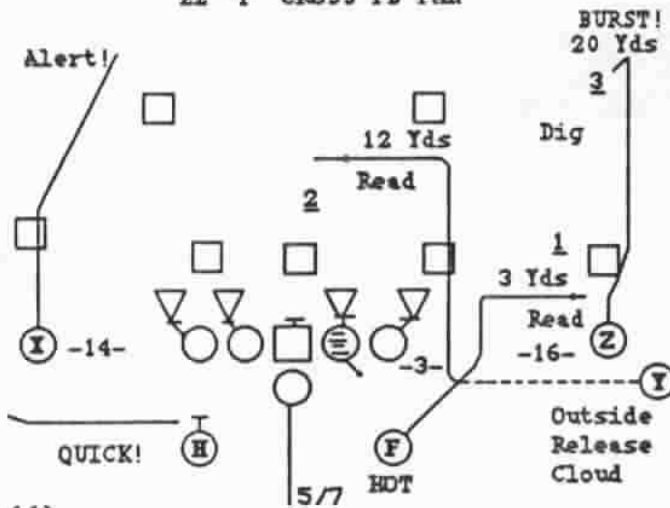 BURST!
20 Yds
Alert!
3
12 Yds
Dig
Read
2
1
3 Yds
Read
X
-14-
-3-
-16-
Z
Y
Outside
Release
Cloud
QUICK!
H
F
HOT
5/7